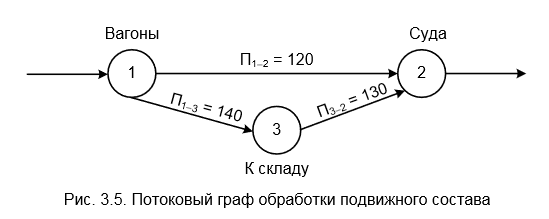 Вагоны
Суда
1
П1–2 = 120
2
П1–3 = 140
П3–2 = 130
3
К складу
Рис. 3.5. Потоковый граф обработки подвижного состава